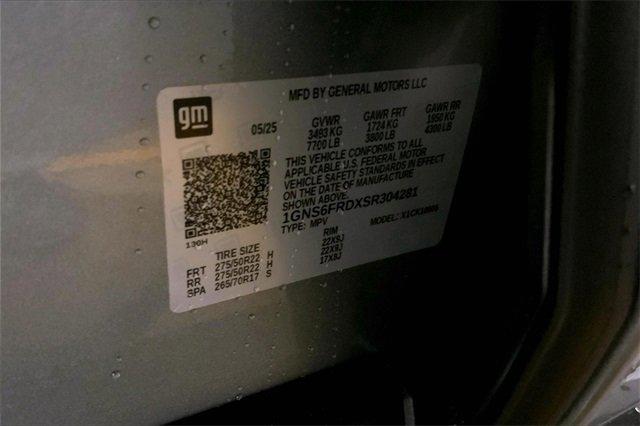 gm
MFD BY GENERAL MOTORS LLC
05/25
GVWR GAWR FRT GAWR RR
3493 KG 1724 KG 1950 KG
7700 LB 3800 LB 4300 LB
THIS VEHICLE CONFORMS TO ALL
APPLICABLE U.S. FEDERAL MOTOR
VEHICLE SAFETY STANDARDS IN EFFECT
ON THE DATE OF MANUFACTURE
SHOWN ABOVE.
1GNS6FRDXSR304281
TYPE: MPV MODEL:
130H
TIRE SIZE RIM
FRT 275/50R22 H 22X9J
RR 275/50R22 H 22X9J
SPA 265/70R17 S 17X8J